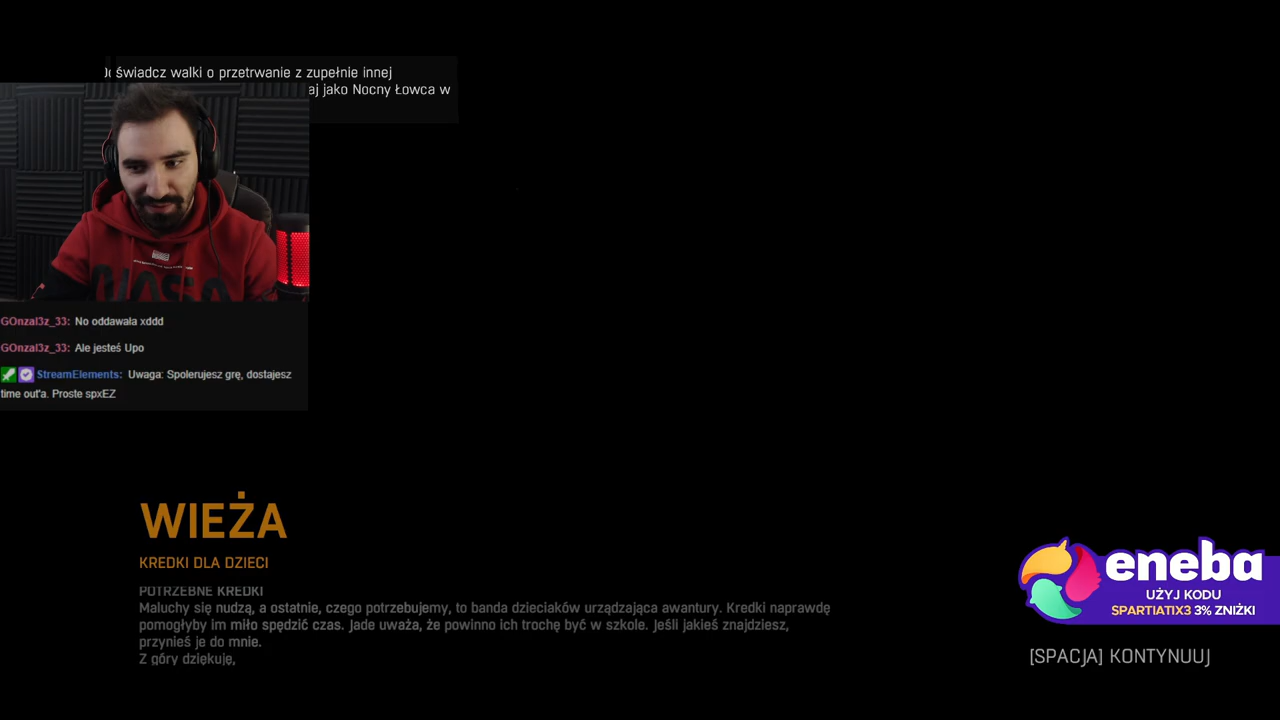 świadcz walki o przetrwanie z zupełnie innej
aj jako Nocny Łowca w
GOnzal3z_33: No oddawała xddd
GOnzal3z_33: Ale jesteś Upo
StreamElements: Uwaga: Spolerujesz grę, dostajesz
time out'a. Proste spxEZ
WIEŻA
KREDKI DLA DZIECI
POTRZEBNE KREDKI
Maluchy się nudzą, a ostatnie, czego potrzebujemy, to banda dzieciaków urządzająca awantury. Kredki naprawdę
pomogłyby im miło spędzić czas. Jade uważa, że powinno ich trochę być w szkole. Jeśli jakieś znajdziesz,
przynieś je do mnie.
Z góry dziękuję,
eneba
UŻYJ KODU
SPARTIATIX3 3% ZNIŻKI
[SPACJA] KONTYNUUJ